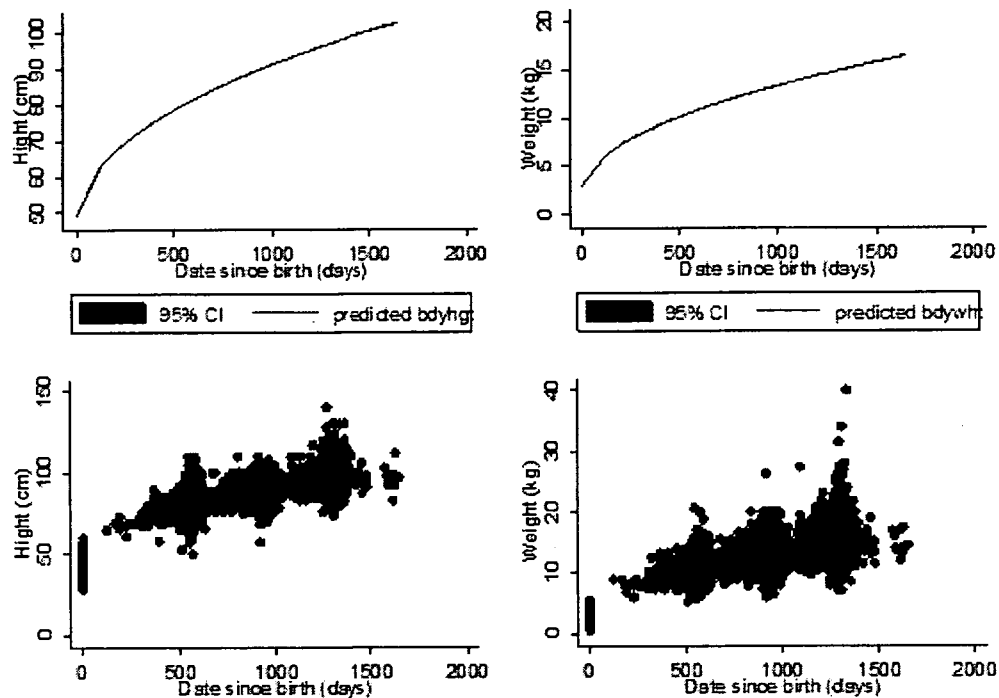 Hight (cm)
50 60 70 80 90 100
0 500 1000 1500 2000
Date since birth (days)
95% CI predicted bdyhg
Weight (kg)
0 5 10 15 20
0 500 1000 1500 2000
Date since birth (days)
95% CI predicted bdywht
Hight (cm)
0 50 100 150
0 500 1000 1500 2000
Date since birth (days)
Weight (kg)
0 10 20 30 40
0 500 1000 1500 2000
Date since birth (days)